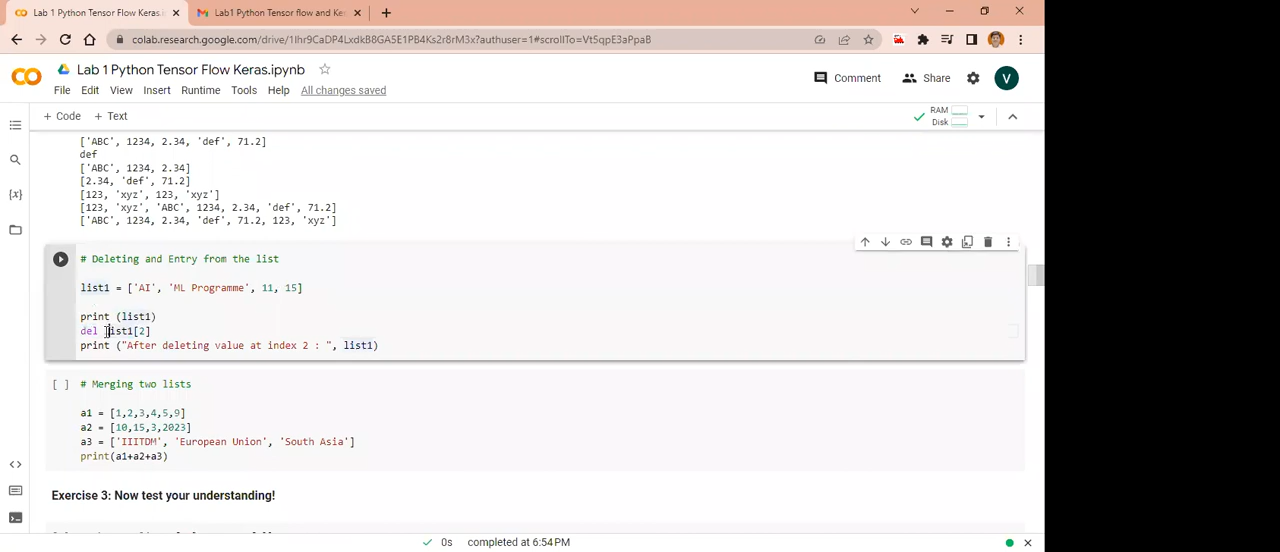 Lab 1 Python Tensor Flow Keras.i
Lab1 Python Tensor flow and Ker
colab.research.google.com/drive/1Ihr9CaDP4LxdkB8GA5E1PB4Ks2r8rM3x?authuser=1#scrollTo=Vt5qpE3aPpaB
Lab 1 Python Tensor Flow Keras.ipynb
File Edit View Insert Runtime Tools Help All changes saved
Comment Share V
+ Code + Text
RAM
Disk
['ABC', 1234, 2.34, 'def', 71.2]
def
['ABC', 1234, 2.34]
[2.34, 'def', 71.2]
[123, 'xyz', 123, 'xyz']
[123, 'xyz', 'ABC', 1234, 2.34, 'def', 71.2]
['ABC', 1234, 2.34, 'def', 71.2, 123, 'xyz']
# Deleting and Entry from the list
list1 = ['AI', 'ML Programme', 11, 15]
print (list1)
del list1[2]
print ("After deleting value at index 2 : ", list1)
[ ] # Merging two lists
a1 = [1,2,3,4,5,9]
a2 = [10,15,3,2023]
a3 = ['IIITDM', 'European Union', 'South Asia']
print(a1+a2+a3)
Exercise 3: Now test your understanding!
0s completed at 6:54 PM